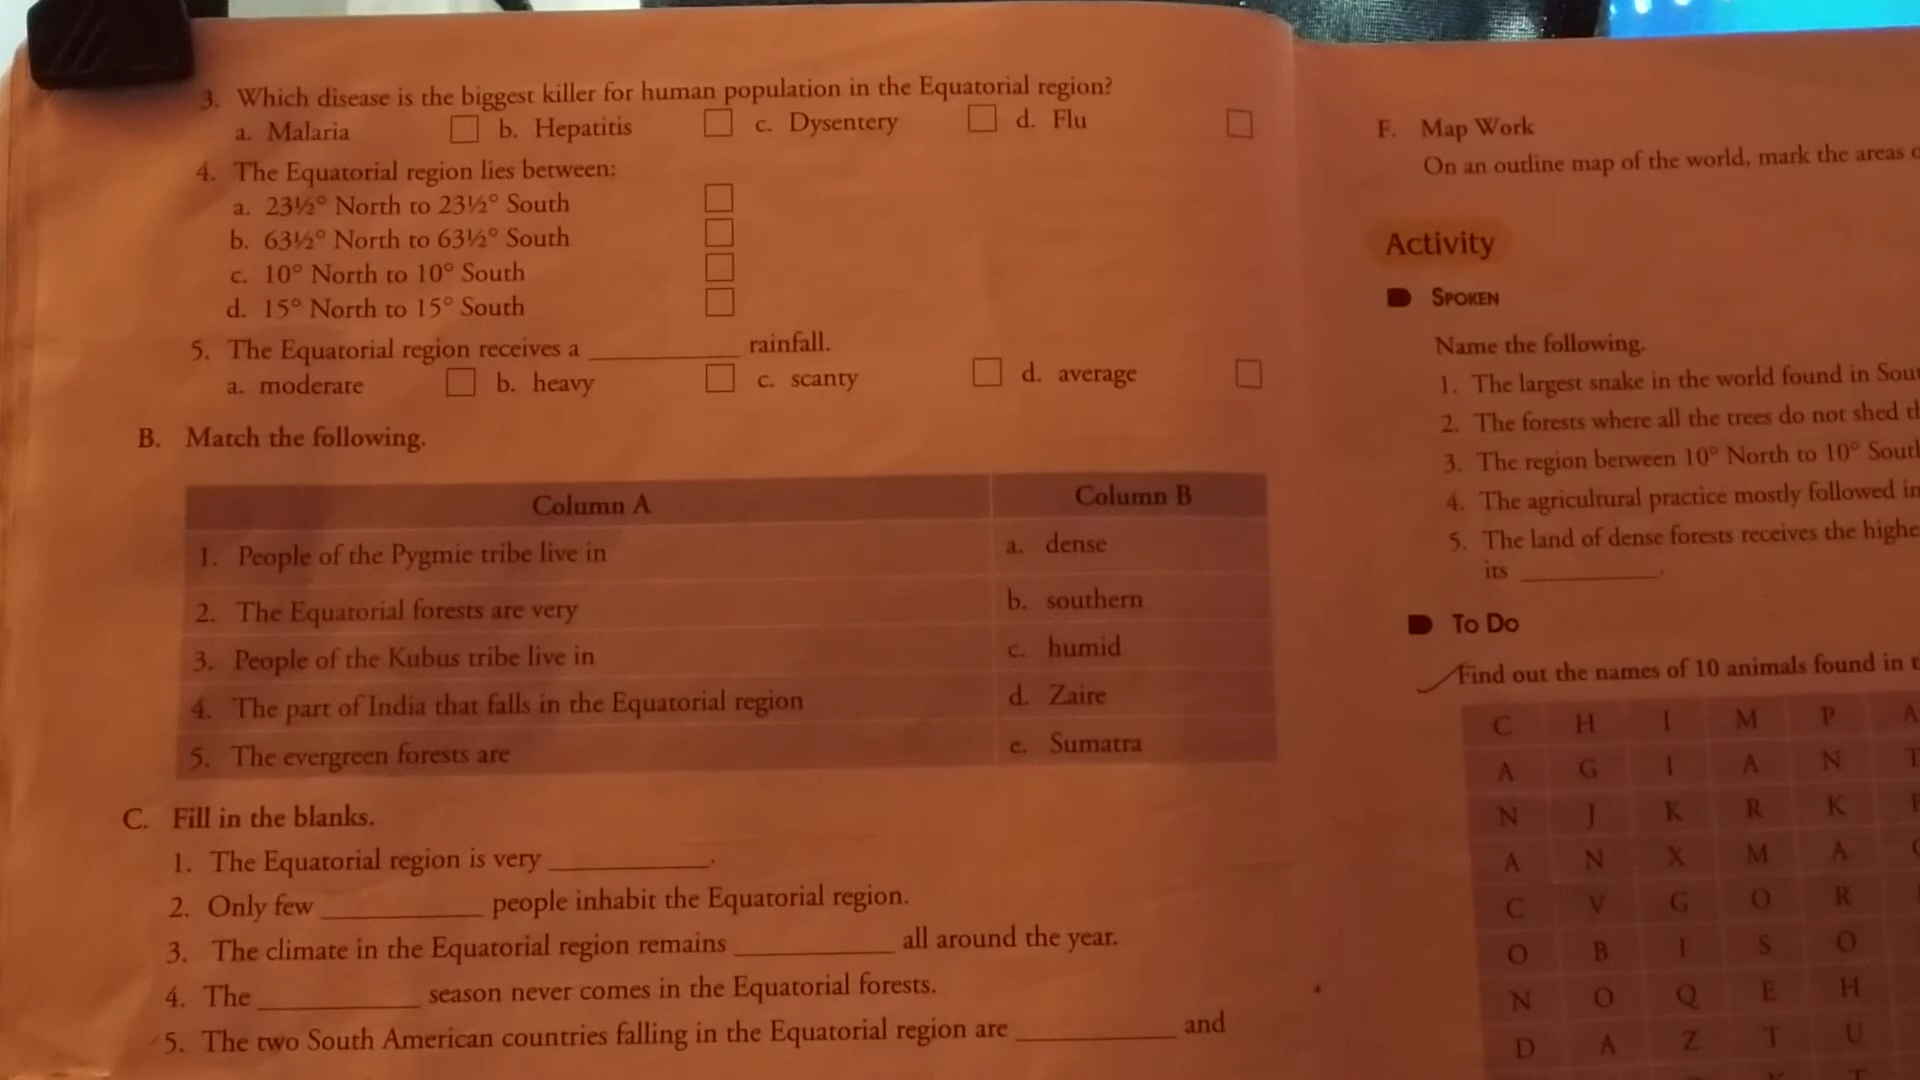 3. Which disease is the biggest killer for human population in the Equatorial region?
a. Malaria b. Hepatitis c. Dysentery d. Flu
4. The Equatorial region lies between:
a. 23½° North to 23½° South
b. 63½° North to 63½° South
c. 10° North to 10° South
d. 15° North to 15° South
5. The Equatorial region receives a __________ rainfall.
a. moderate b. heavy c. scanty d. average
B. Match the following.
Column A Column B
1. People of the Pygmie tribe live in a. dense
2. The Equatorial forests are very b. southern
3. People of the Kubus tribe live in c. humid
4. The part of India that falls in the Equatorial region d. Zaire
5. The evergreen forests are e. Sumatra
C. Fill in the blanks.
1. The Equatorial region is very __________.
2. Only few __________ people inhabit the Equatorial region.
3. The climate in the Equatorial region remains __________ all around the year.
4. The __________ season never comes in the Equatorial forests.
5. The two South American countries falling in the Equatorial region are __________ and
F. Map Work
On an outline map of the world, mark the areas
Activity
SPOKEN
Name the following.
1. The largest snake in the world found in
2. The forests where all the trees do not shed
3. The region between 10° North to 10°
4. The agricultural practice mostly followed
5. The land of dense forests receives the
its __________.
TO DO
Find out the names of 10 animals found in
C H I M P A
A G I A N T
N J K R K
A N X M A
C V G O R
O B I S O
N O Q E H
D A Z T U